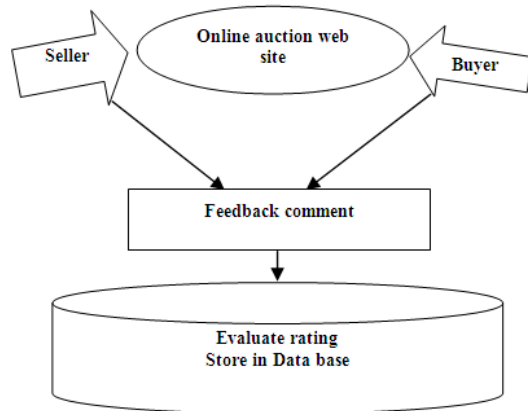 Online auction web
site
Seller
Buyer
Feedback comment
Evaluate rating
Store in Data base